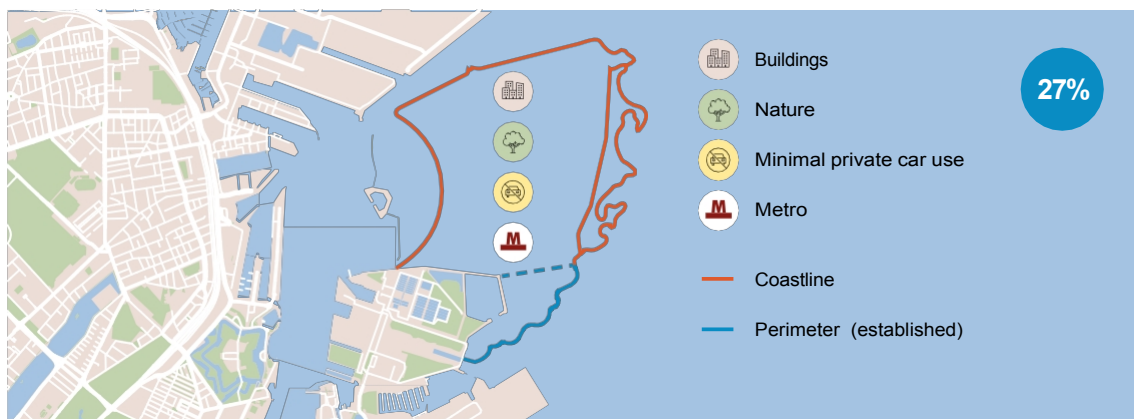 Buildings
27%
Nature
Minimal private car use
M
Metro
M
Coastline
Perimeter (established)